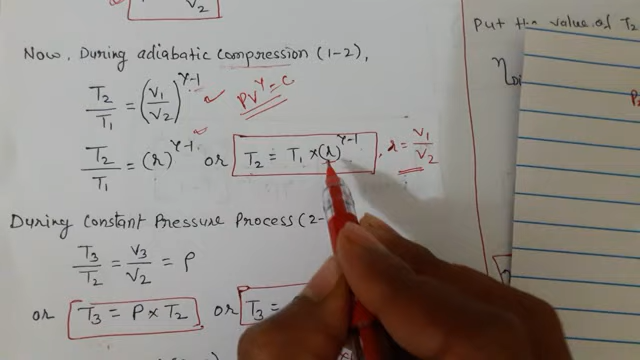 V₂
Now, During adiabatic compression (1-2),
T₂/T₁ = (V₁/V₂)^(γ-1) PV^γ = C
T₂/T₁ = (r)^(γ-1) or T₂ = T₁ × (r)^(γ-1), r = V₁/V₂
During Constant Pressure Process (2-
T₃/T₂ = V₃/V₂ = ρ
or T₃ = ρ × T₂, or T₃ =
Put the value of T₂
η